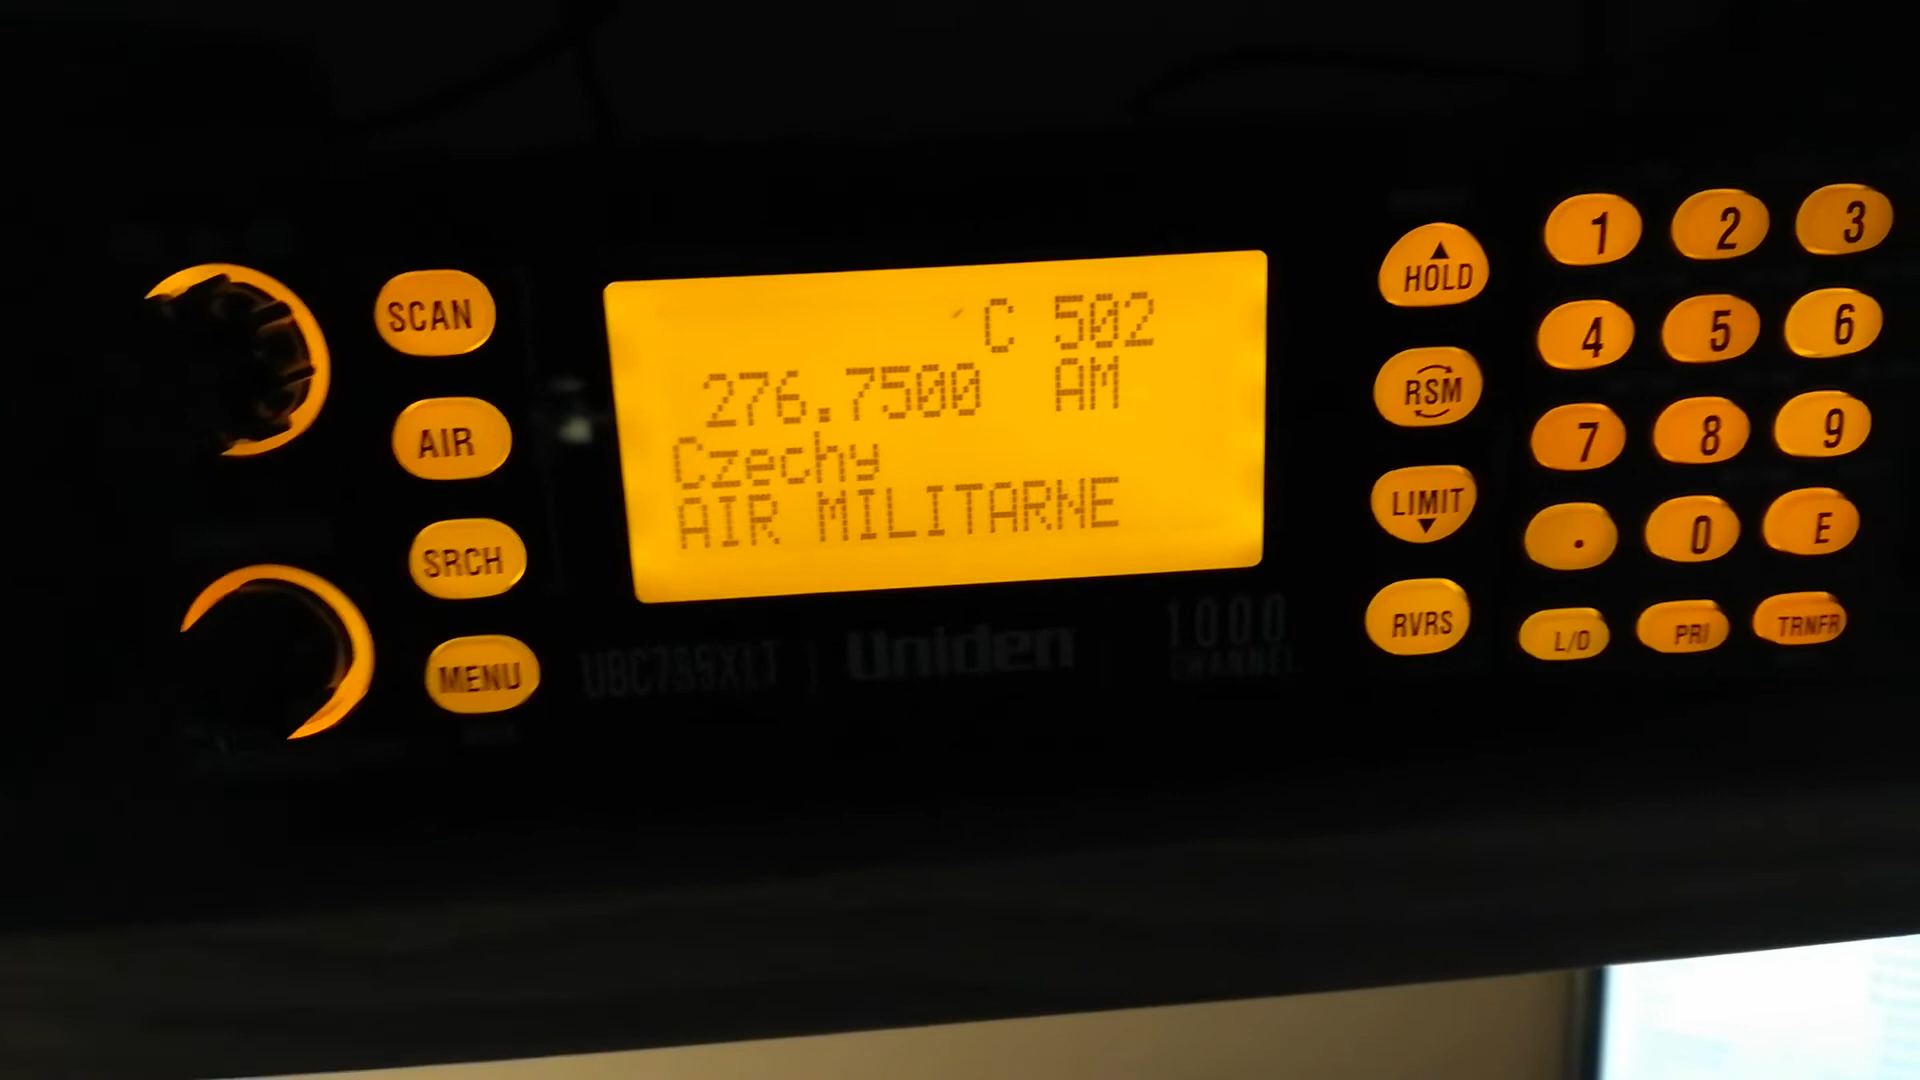 C 502
276.7500 AM
Czechy
AIR MILITARNE
SCAN
AIR
SRCH
MENU
UBC785XLT
Uniden
1000
CHANNEL
HOLD
RSM
LIMIT
RVRS
1 2 3
4 5 6
7 8 9
. 0 E
L/O PRI TRNFR